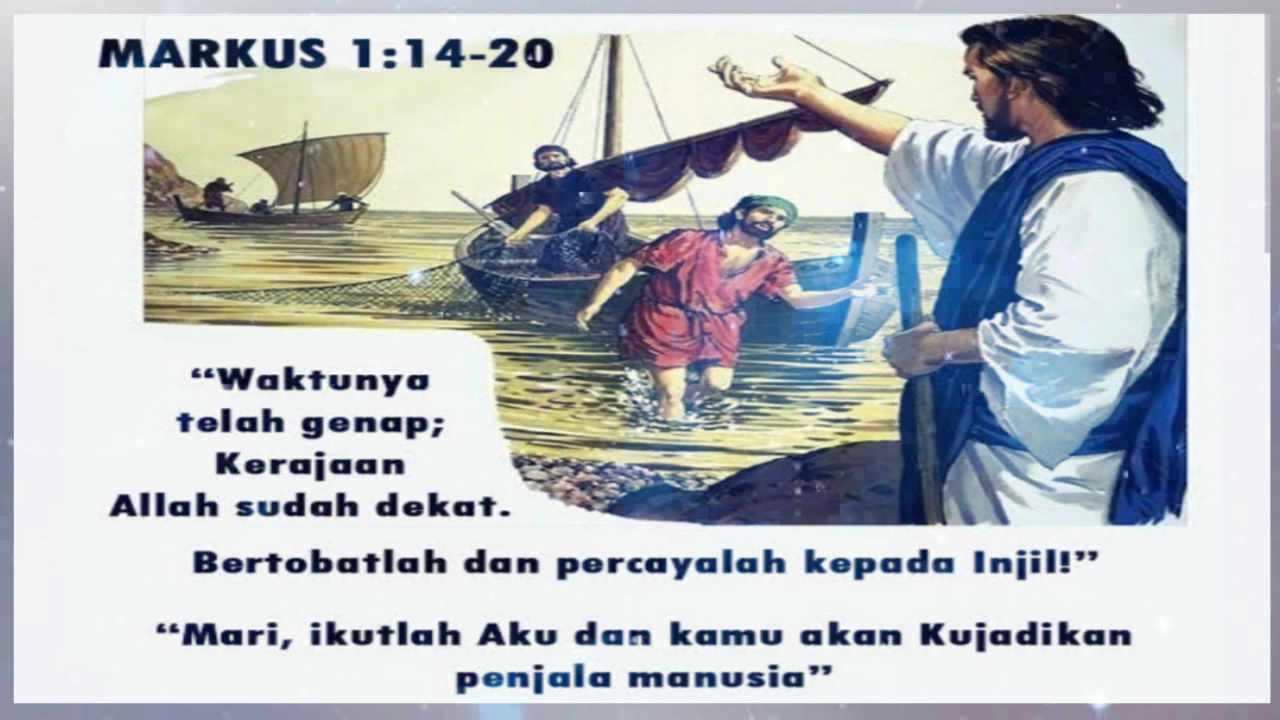 MARKUS 1:14-20
“Waktunya
telah genap;
Kerajaan
Allah sudah dekat.
Bertobatlah dan percayalah kepada Injil!”
“Mari, ikutlah Aku dan kamu akan Kujadikan
penjala manusia”